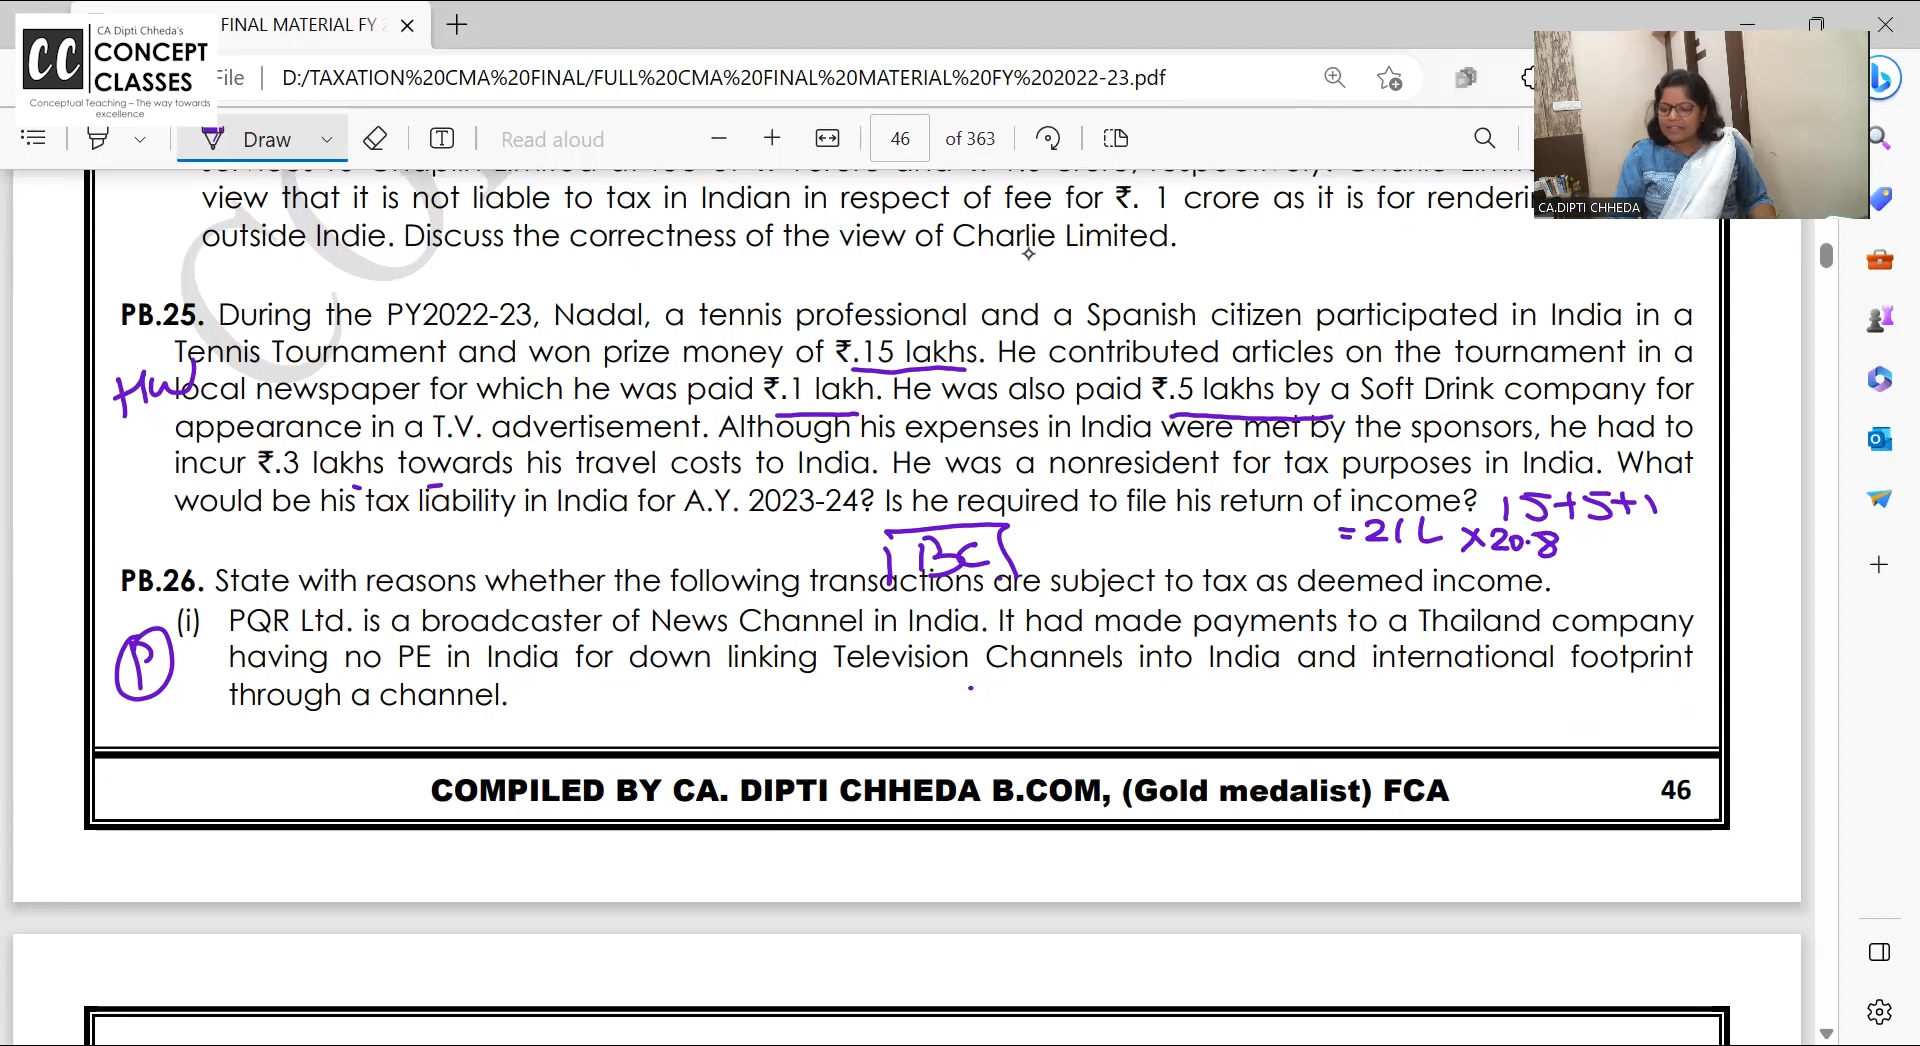 FINAL MATERIAL FY 2
CA Dipti Chheda's
CC CONCEPT
CLASSES
Conceptual Teaching – The way towards
excellence
File D:/TAXATION%20CMA%20FINAL/FULL%20CMA%20FINAL%20MATERIAL%20FY%202022-23.pdf
Draw
Read aloud
46 of 363
CA.DIPTI CHHEDA
view that it is not liable to tax in Indian in respect of fee for ₹. 1 crore as it is for
outside Indie. Discuss the correctness of the view of Charlie Limited.
PB.25. During the PY2022-23, Nadal, a tennis professional and a Spanish citizen participated in India in a
Tennis Tournament and won prize money of ₹.15 lakhs. He contributed articles on the tournament in a
HW
local newspaper for which he was paid ₹.1 lakh. He was also paid ₹.5 lakhs by a Soft Drink company for
appearance in a T.V. advertisement. Although his expenses in India were met by the sponsors, he had to
incur ₹.3 lakhs towards his travel costs to India. He was a nonresident for tax purposes in India. What
would be his tax liability in India for A.Y. 2023-24? Is he required to file his return of income?
15+5+1
=21L x20.8
PB.26. State with reasons whether the following transactions are subject to tax as deemed income.
P
(i) PQR Ltd. is a broadcaster of News Channel in India. It had made payments to a Thailand company
having no PE in India for down linking Television Channels into India and international footprint
through a channel.
COMPILED BY CA. DIPTI CHHEDA B.COM, (Gold medalist) FCA 46